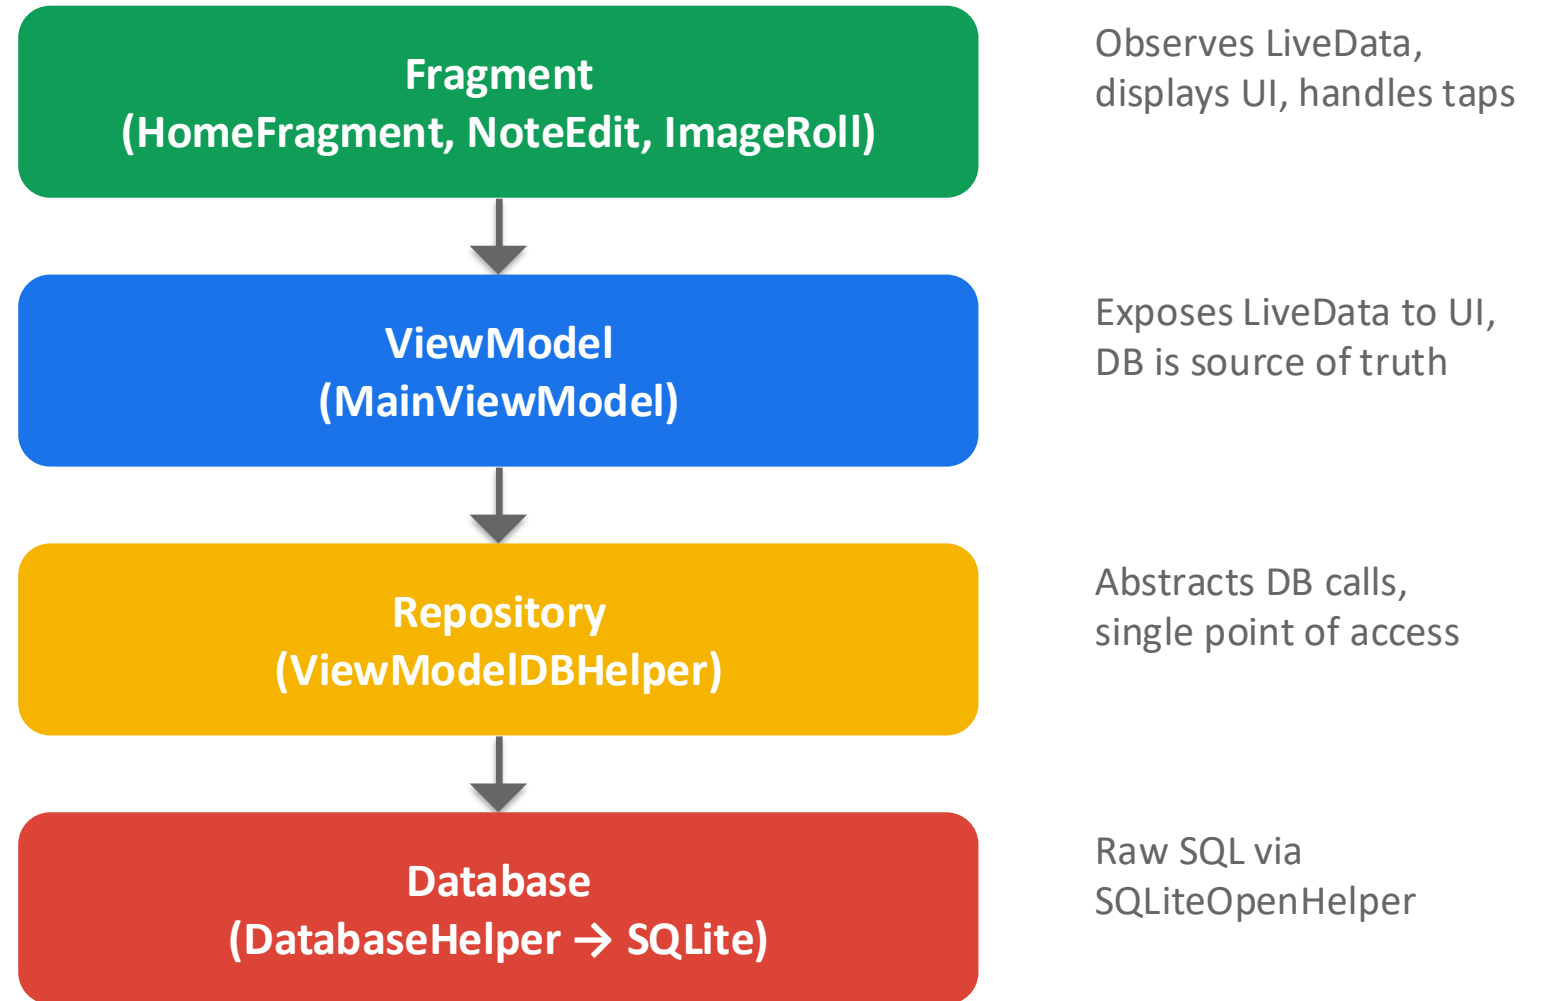 Fragment
(HomeFragment, NoteEdit, ImageRoll)
Observes LiveData,
displays UI, handles taps
ViewModel
(MainViewModel)
Exposes LiveData to UI,
DB is source of truth
Repository
(ViewModelDBHelper)
Abstracts DB calls,
single point of access
Database
(DatabaseHelper → SQLite)
Raw SQL via
SQLiteOpenHelper